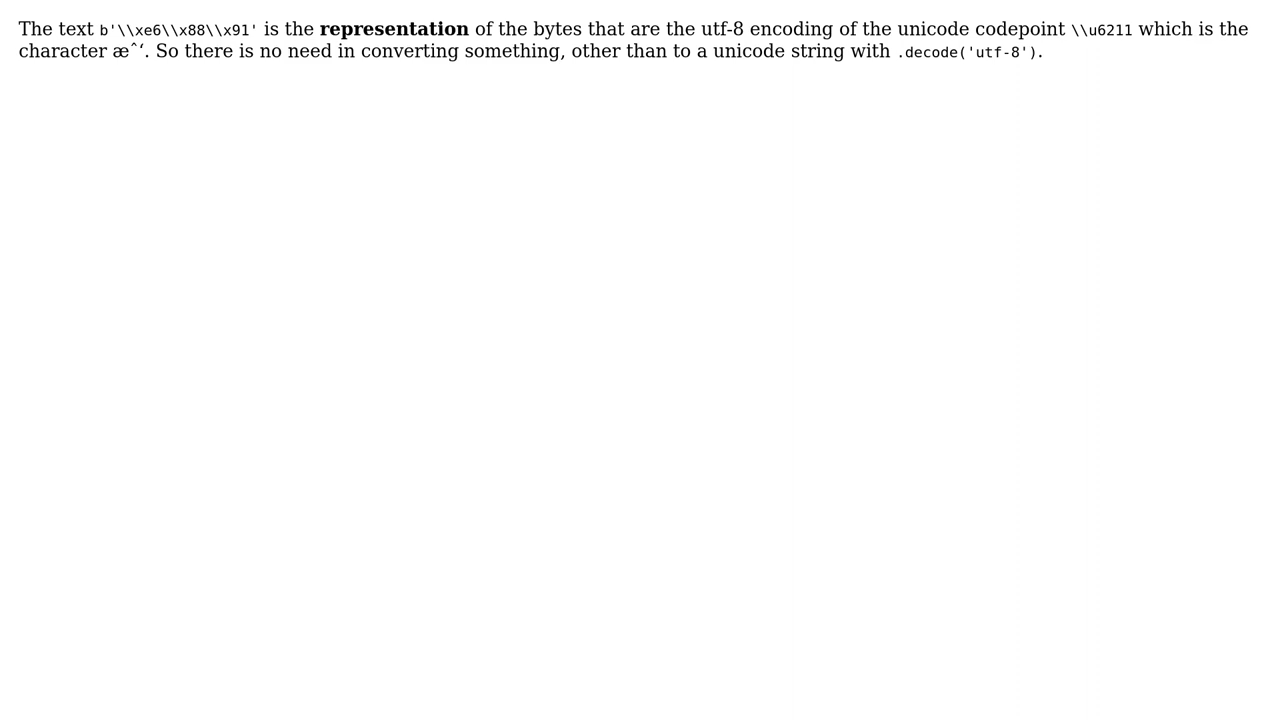 The text b'\\xe6\\x88\\x91' is the representation of the bytes that are the utf-8 encoding of the unicode codepoint \\u6211 which is the
character æˆ‘. So there is no need in converting something, other than to a unicode string with .decode('utf-8').